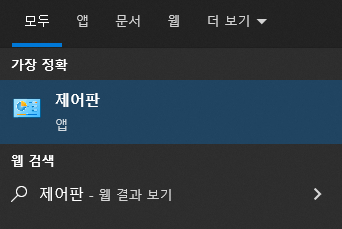 모두 앱 문서 웹 더 보기
가장 정확
제어판
앱
웹 검색
제어판 - 웹 결과 보기